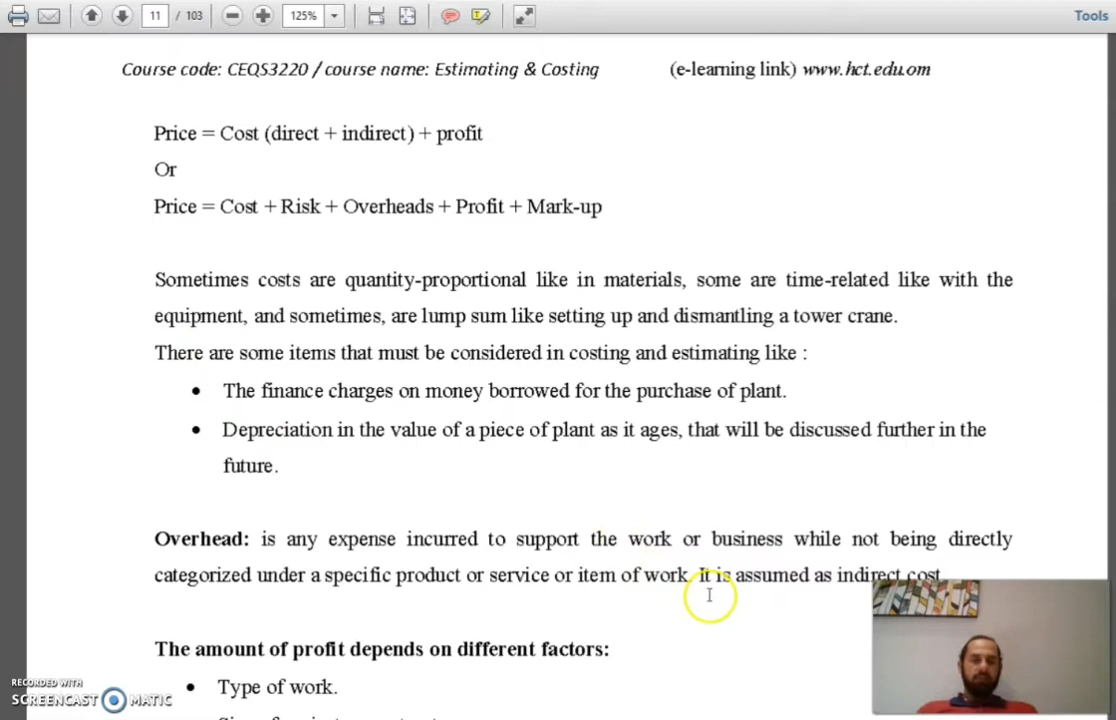 11 / 103
125%
Tools
Course code: CEQS3220 / course name: Estimating & Costing (e-learning link) www.hct.edu.om
Price = Cost (direct + indirect) + profit
Or
Price = Cost + Risk + Overheads + Profit + Mark-up
Sometimes costs are quantity-proportional like in materials, some are time-related like with the
equipment, and sometimes, are lump sum like setting up and dismantling a tower crane.
There are some items that must be considered in costing and estimating like :
• The finance charges on money borrowed for the purchase of plant.
• Depreciation in the value of a piece of plant as it ages, that will be discussed further in the
future.
Overhead: is any expense incurred to support the work or business while not being directly
categorized under a specific product or service or item of work. It is assumed as indirect cost
The amount of profit depends on different factors:
• Type of work.
RECORDED WITH
SCREENCAST MATIC